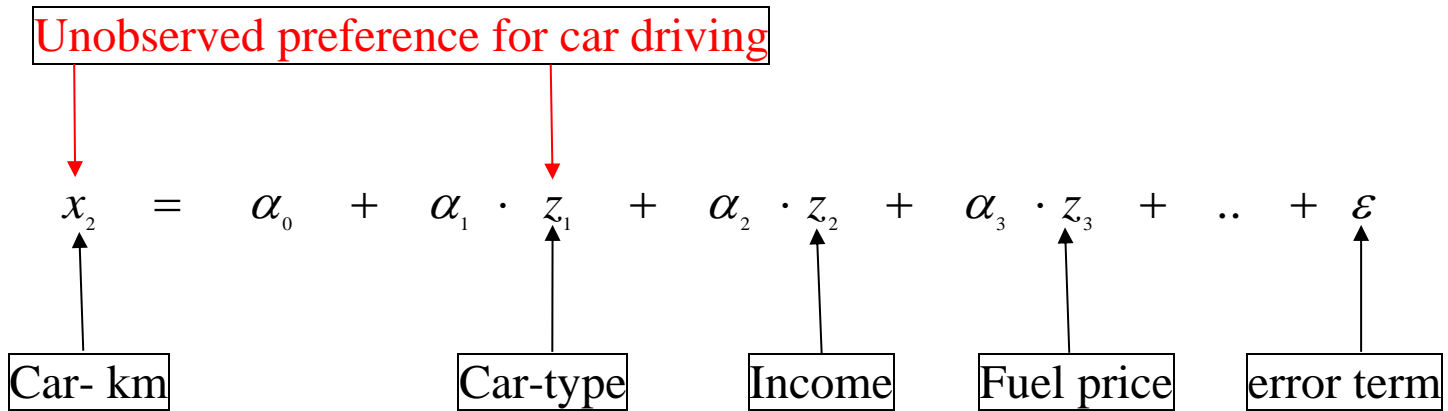 Unobserved preference for car driving
x₂ = α₀ + α₁ · z₁ + α₂ · z₂ + α₃ · z₃ + .. + ε
Car- km Car-type Income Fuel price error term